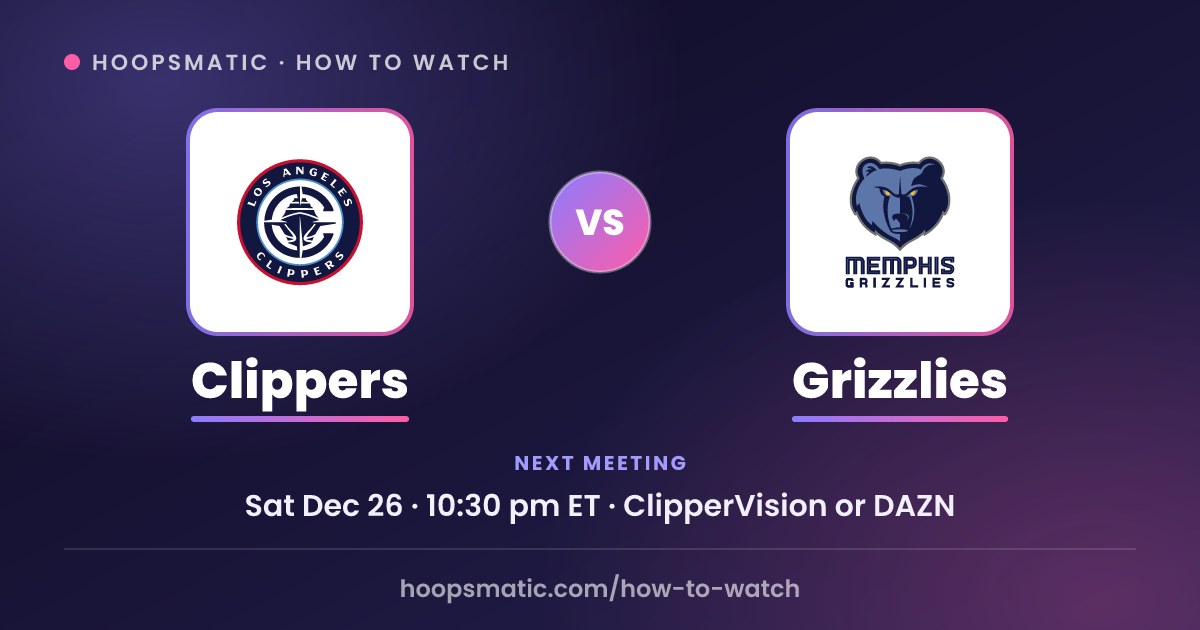 HOOPSMATIC · HOW TO WATCH
LOS ANGELES
CLIPPERS
VS
MEMPHIS
GRIZZLIES
Clippers
Grizzlies
NEXT MEETING
Sat Dec 26 · 10:30 pm ET · ClipperVision or DAZN
hoopsmatic.com/how-to-watch